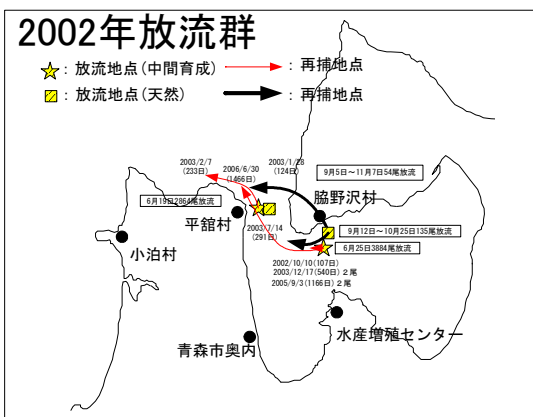 2002年放流群
：放流地点(中間育成)
：再捕地点
：放流地点(天然)
：再捕地点
2003/2/7
(233日)
2006/6/30
(1466日)
2003/1/28
(124日)
9月5日～11月7日54尾放流
6月19日2864尾放流
脇野沢村
平舘村
2003/7/14
(291日)
9月12日～10月25日135尾放流
小泊村
6月25日3884尾放流
2002/10/10(107日)
2003/12/17(540日)２尾
2005/9/3(1166日)２尾
水産増殖センター
青森市奥内